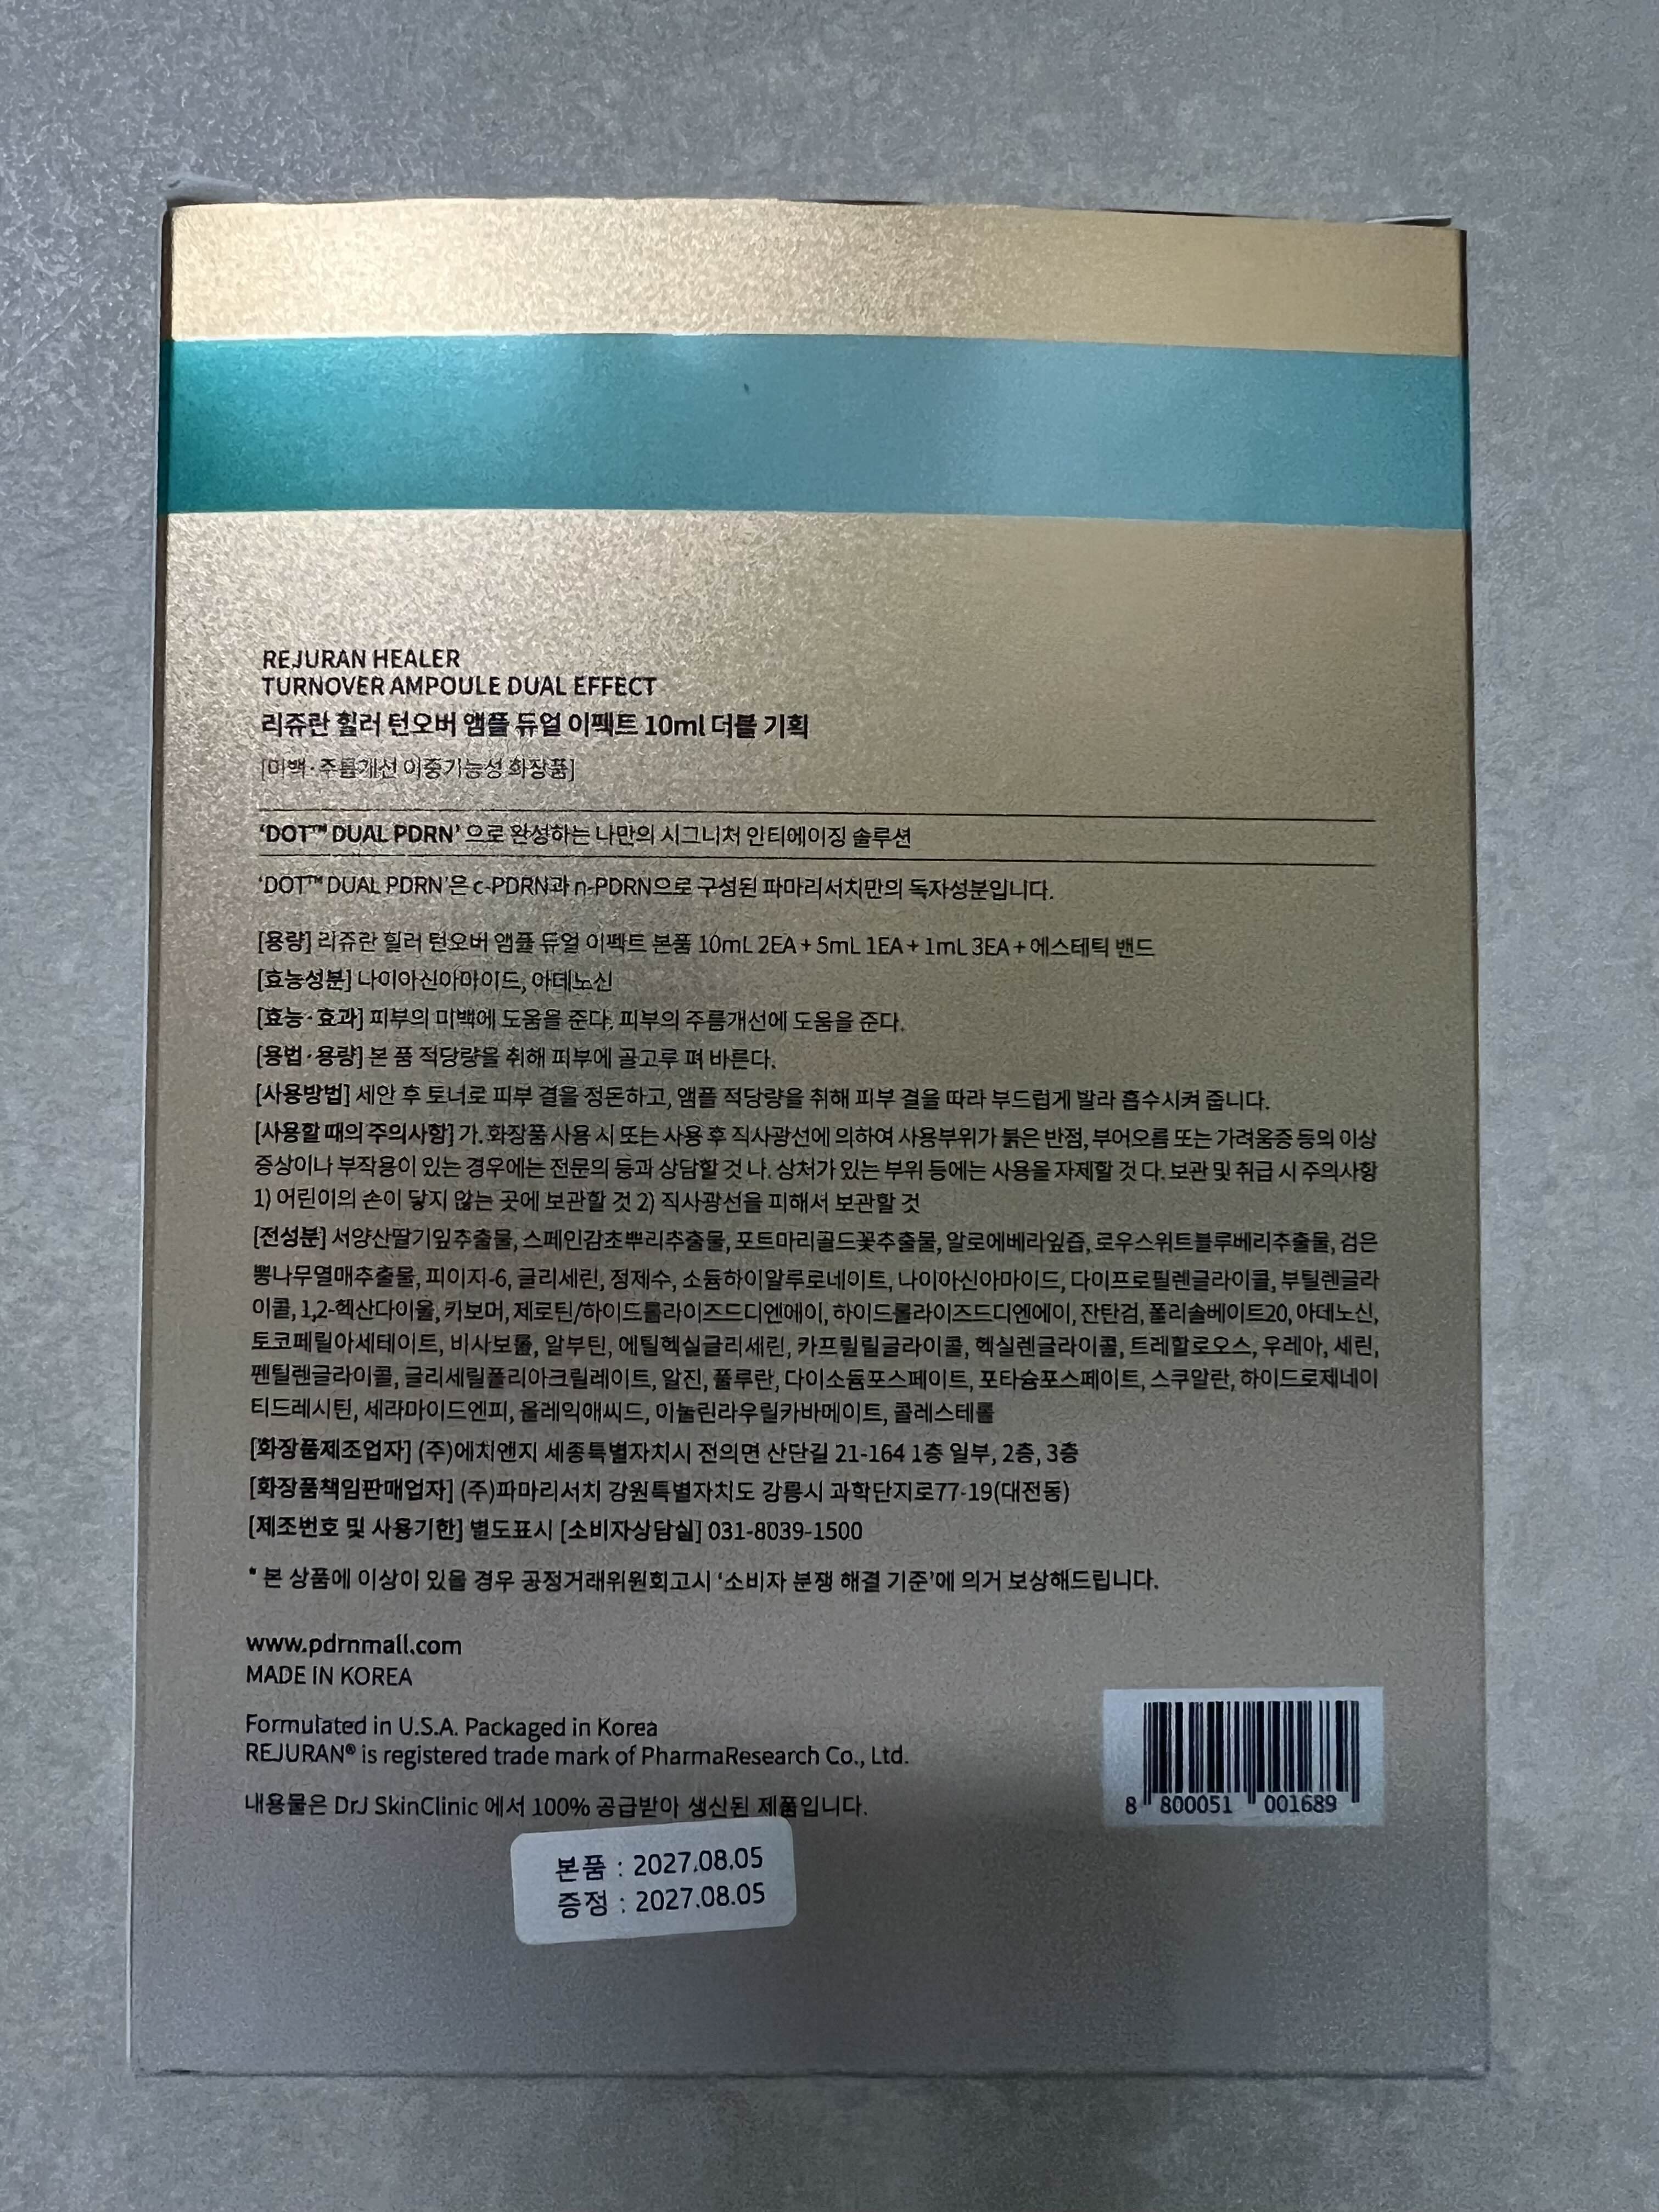 REJURAN HEALER
TURNOVER AMPOULE DUAL EFFECT
리쥬란 힐러 턴오버 앰플 듀얼 이펙트 10ml 더블 기획
[미백·주름개선 이중기능성 화장품]
‘DOT™ DUAL PDRN’ 으로 완성하는 나만의 시그니처 안티에이징 솔루션
‘DOT™ DUAL PDRN’은 c-PDRN과 n-PDRN으로 구성된 파마리서치만의 독자성분입니다.
[용량] 리쥬란 힐러 턴오버 앰플 듀얼 이펙트 본품 10mL 2EA + 5mL 1EA + 1mL 3EA + 에스테틱 밴드
[효능성분] 나이아신아마이드, 아데노신
[효능·효과] 피부의 미백에 도움을 준다. 피부의 주름개선에 도움을 준다.
[용법·용량] 본 품 적당량을 취해 피부에 골고루 펴 바른다.
[사용방법] 세안 후 토너로 피부 결을 정돈하고, 앰플 적당량을 취해 피부 결을 따라 부드럽게 발라 흡수시켜 줍니다.
[사용할 때의 주의사항] 가. 화장품 사용 시 또는 사용 후 직사광선에 의하여 사용부위가 붉은 반점, 부어오름 또는 가려움증 등의 이상
증상이나 부작용이 있는 경우에는 전문의 등과 상담할 것 나. 상처가 있는 부위 등에는 사용을 자제할 것 다. 보관 및 취급 시 주의사항
1) 어린이의 손이 닿지 않는 곳에 보관할 것 2) 직사광선을 피해서 보관할 것
[전성분] 서양산딸기잎추출물, 스페인감초뿌리추출물, 포트마리골드꽃추출물, 알로에베라잎즙, 로우스위트블루베리추출물, 검은
뽕나무열매추출물, 피이지-6, 글리세린, 정제수, 소듐하이알루로네이트, 나이아신아마이드, 다이프로필렌글라이콜, 부틸렌글라
이콜, 1,2-헥산다이올, 카보머, 제로틴/하이드롤라이즈드디엔에이, 하이드롤라이즈드디엔에이, 잔탄검, 폴리솔베이트20, 아데노신,
토코페릴아세테이트, 비사보롤, 알부틴, 에틸헥실글리세린, 카프릴릴글라이콜, 헥실렌글라이콜, 트레할로오스, 우레아, 세린,
펜틸렌글라이콜, 글리세릴폴리아크릴레이트, 알진, 풀루란, 다이소듐포스페이트, 포타슘포스페이트, 스쿠알란, 하이드로제네이
티드레시틴, 세라마이드엔피, 올레익애씨드, 이눌린라우릴카바메이트, 콜레스테롤
[화장품제조업자] (주)에치앤지 세종특별자치시 전의면 산단길 21-164 1층 일부, 2층, 3층
[화장품책임판매업자] (주)파마리서치 강원특별자치도 강릉시 과학단지로77-19(대전동)
[제조번호 및 사용기한] 별도표시 [소비자상담실] 031-8039-1500
* 본 상품에 이상이 있을 경우 공정거래위원회고시 ‘소비자 분쟁 해결 기준’에 의거 보상해드립니다.
www.pdrnmall.com
MADE IN KOREA
Formulated in U.S.A. Packaged in Korea
REJURAN® is registered trade mark of PharmaResearch Co., Ltd.
내용물은 DrJ SkinClinic 에서 100% 공급받아 생산된 제품입니다.
8 800051 001689
본품 : 2027.08.05
증정 : 2027.08.05